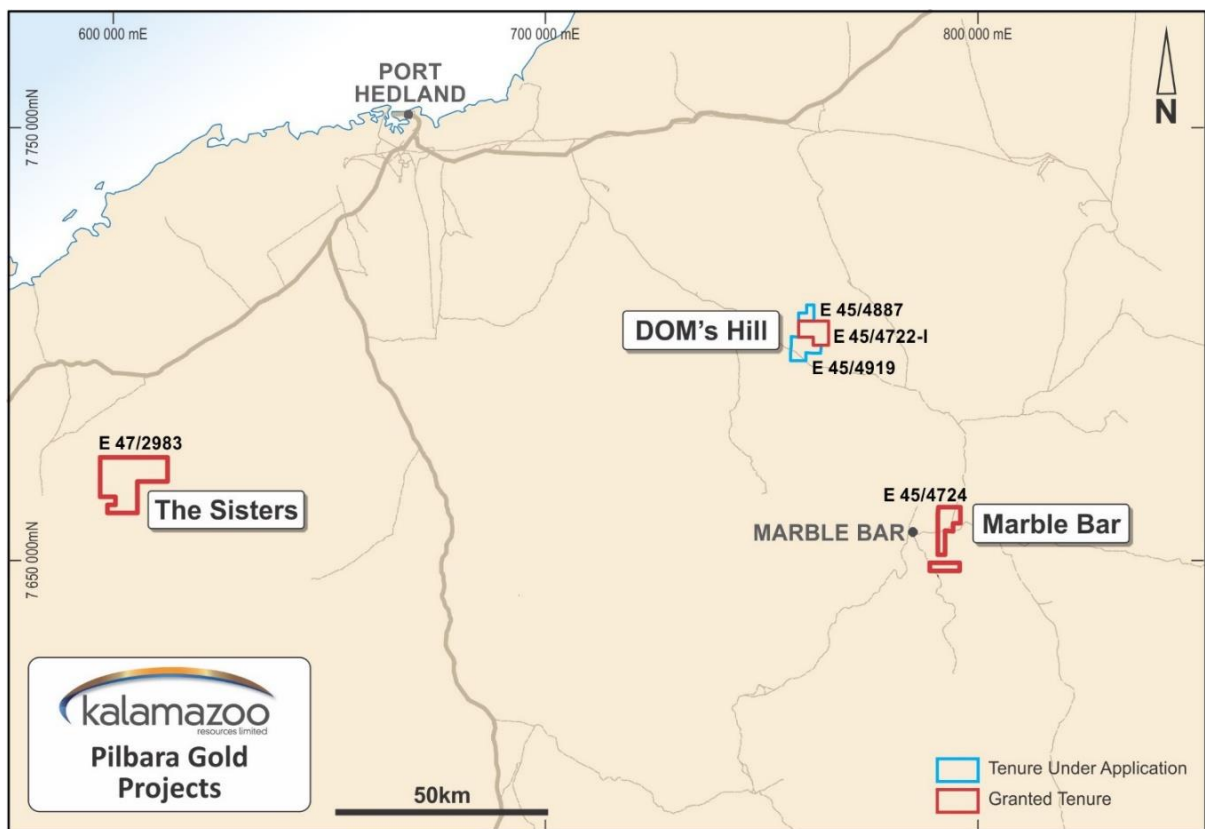 600 000 mE
700 000 mE
800 000 mE
PORT
HEDLAND
N
7 750 000mN
DOM's Hill
E 45/4887
E 45/4722-I
E 45/4919
E 47/2983
The Sisters
E 45/4724
MARBLE BAR
Marble Bar
7 650 000mN
kalamazoo
resources limited
Pilbara Gold
Projects
50km
Tenure Under Application
Granted Tenure